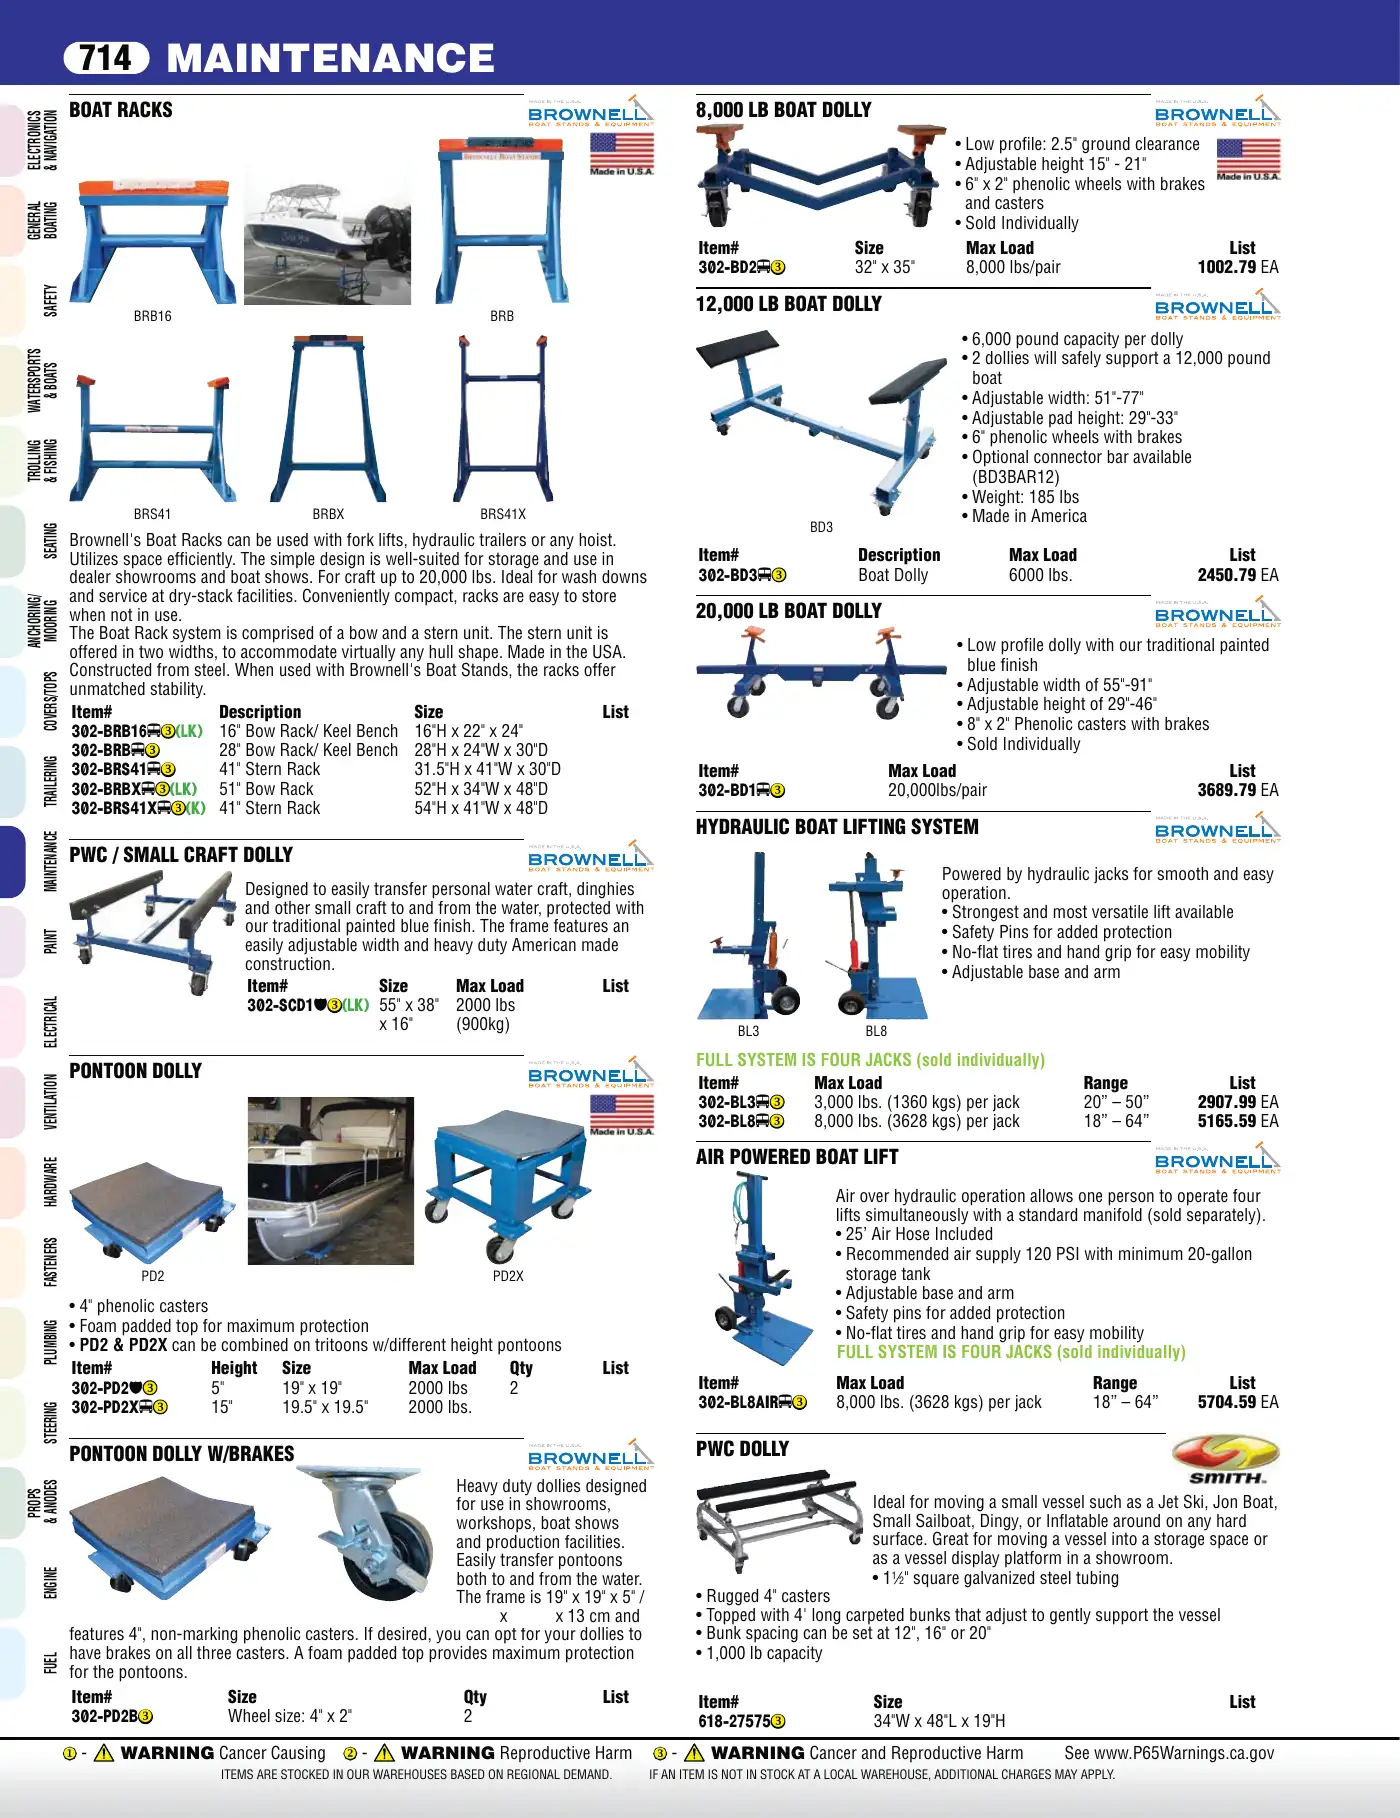 714 MAINTENANCE
ELECTRONICS & NAVIGATION
GENERAL BOATING
SAFETY
WATERSPORTS & BOATS
TROLLING & FISHING
SEATING
ANCHORING/ MOORING
COVERS/TOPS
TRAILERING
MAINTENANCE
PAINT
ELECTRICAL
VENTILATION
HARDWARE
FASTENERS
PLUMBING
STEERING
PROPS & ANODES
ENGINE
FUEL
BOAT RACKS
MADE IN THE U.S.A.
BROWNELL
BOAT STANDS & EQUIPMENT
Made in U.S.A.
BRB16
BRB
BRS41
BRBX
BRS41X
Brownell's Boat Racks can be used with fork lifts, hydraulic trailers or any hoist.
Utilizes space efficiently. The simple design is well-suited for storage and use in
dealer showrooms and boat shows. For craft up to 20,000 lbs. Ideal for wash downs
and service at dry-stack facilities. Conveniently compact, racks are easy to store
when not in use.
The Boat Rack system is comprised of a bow and a stern unit. The stern unit is
offered in two widths, to accommodate virtually any hull shape. Made in the USA.
Constructed from steel. When used with Brownell's Boat Stands, the racks offer
unmatched stability.
Item# Description Size List
302-BRB16 3 (LK) 16" Bow Rack/ Keel Bench 16"H x 22" x 24"
302-BRB 3 28" Bow Rack/ Keel Bench 28"H x 24"W x 30"D
302-BRS41 3 41" Stern Rack 31.5"H x 41"W x 30"D
302-BRBX 3 (LK) 51" Bow Rack 52"H x 34"W x 48"D
302-BRS41X 3 (K) 41" Stern Rack 54"H x 41"W x 48"D
PWC / SMALL CRAFT DOLLY
MADE IN THE U.S.A.
BROWNELL
BOAT STANDS & EQUIPMENT
Designed to easily transfer personal water craft, dinghies
and other small craft to and from the water, protected with
our traditional painted blue finish. The frame features an
easily adjustable width and heavy duty American made
construction.
Item# Size Max Load List
302-SCD1 3 (LK) 55" x 38" 2000 lbs
x 16" (900kg)
PONTOON DOLLY
MADE IN THE U.S.A.
BROWNELL
BOAT STANDS & EQUIPMENT
Made in U.S.A.
PD2
PD2X
• 4" phenolic casters
• Foam padded top for maximum protection
• PD2 & PD2X can be combined on tritoons w/different height pontoons
Item# Height Size Max Load Qty List
302-PD2 3 5" 19" x 19" 2000 lbs 2
302-PD2X 3 15" 19.5" x 19.5" 2000 lbs.
PONTOON DOLLY W/BRAKES
MADE IN THE U.S.A.
BROWNELL
BOAT STANDS & EQUIPMENT
Heavy duty dollies designed
for use in showrooms,
workshops, boat shows
and production facilities.
Easily transfer pontoons
both to and from the water.
The frame is 19" x 19" x 5" /
x x 13 cm and
features 4", non-marking phenolic casters. If desired, you can opt for your dollies to
have brakes on all three casters. A foam padded top provides maximum protection
for the pontoons.
Item# Size Qty List
302-PD2B 3 Wheel size: 4" x 2" 2
8,000 LB BOAT DOLLY
MADE IN THE U.S.A.
BROWNELL
BOAT STANDS & EQUIPMENT
Made in U.S.A.
• Low profile: 2.5" ground clearance
• Adjustable height 15" - 21"
• 6" x 2" phenolic wheels with brakes
and casters
• Sold Individually
Item# Size Max Load List
302-BD2 3 32" x 35" 8,000 lbs/pair 1002.79 EA
12,000 LB BOAT DOLLY
MADE IN THE U.S.A.
BROWNELL
BOAT STANDS & EQUIPMENT
• 6,000 pound capacity per dolly
• 2 dollies will safely support a 12,000 pound
boat
• Adjustable width: 51"-77"
• Adjustable pad height: 29"-33"
• 6" phenolic wheels with brakes
• Optional connector bar available
(BD3BAR12)
• Weight: 185 lbs
• Made in America
BD3
Item# Description Max Load List
302-BD3 3 Boat Dolly 6000 lbs. 2450.79 EA
20,000 LB BOAT DOLLY
MADE IN THE U.S.A.
BROWNELL
BOAT STANDS & EQUIPMENT
• Low profile dolly with our traditional painted
blue finish
• Adjustable width of 55"-91"
• Adjustable height of 29"-46"
• 8" x 2" Phenolic casters with brakes
• Sold Individually
Item# Max Load List
302-BD1 3 20,000lbs/pair 3689.79 EA
HYDRAULIC BOAT LIFTING SYSTEM
MADE IN THE U.S.A.
BROWNELL
BOAT STANDS & EQUIPMENT
Powered by hydraulic jacks for smooth and easy
operation.
• Strongest and most versatile lift available
• Safety Pins for added protection
• No-flat tires and hand grip for easy mobility
• Adjustable base and arm
BL3
BL8
FULL SYSTEM IS FOUR JACKS (sold individually)
Item# Max Load Range List
302-BL3 3 3,000 lbs. (1360 kgs) per jack 20” – 50” 2907.99 EA
302-BL8 3 8,000 lbs. (3628 kgs) per jack 18” – 64” 5165.59 EA
AIR POWERED BOAT LIFT
MADE IN THE U.S.A.
BROWNELL
BOAT STANDS & EQUIPMENT
Air over hydraulic operation allows one person to operate four
lifts simultaneously with a standard manifold (sold separately).
• 25’ Air Hose Included
• Recommended air supply 120 PSI with minimum 20-gallon
storage tank
• Adjustable base and arm
• Safety pins for added protection
• No-flat tires and hand grip for easy mobility
FULL SYSTEM IS FOUR JACKS (sold individually)
Item# Max Load Range List
302-BL8AIR 3 8,000 lbs. (3628 kgs) per jack 18” – 64” 5704.59 EA
PWC DOLLY
SMITH
Ideal for moving a small vessel such as a Jet Ski, Jon Boat,
Small Sailboat, Dingy, or Inflatable around on any hard
surface. Great for moving a vessel into a storage space or
as a vessel display platform in a showroom.
• 1½" square galvanized steel tubing
• Rugged 4" casters
• Topped with 4' long carpeted bunks that adjust to gently support the vessel
• Bunk spacing can be set at 12", 16" or 20"
• 1,000 lb capacity
Item# Size List
618-27575 3 34"W x 48"L x 19"H
1 - WARNING Cancer Causing 2 - WARNING Reproductive Harm 3 - WARNING Cancer and Reproductive Harm See www.P65Warnings.ca.gov
ITEMS ARE STOCKED IN OUR WAREHOUSES BASED ON REGIONAL DEMAND. IF AN ITEM IS NOT IN STOCK AT A LOCAL WAREHOUSE, ADDITIONAL CHARGES MAY APPLY.